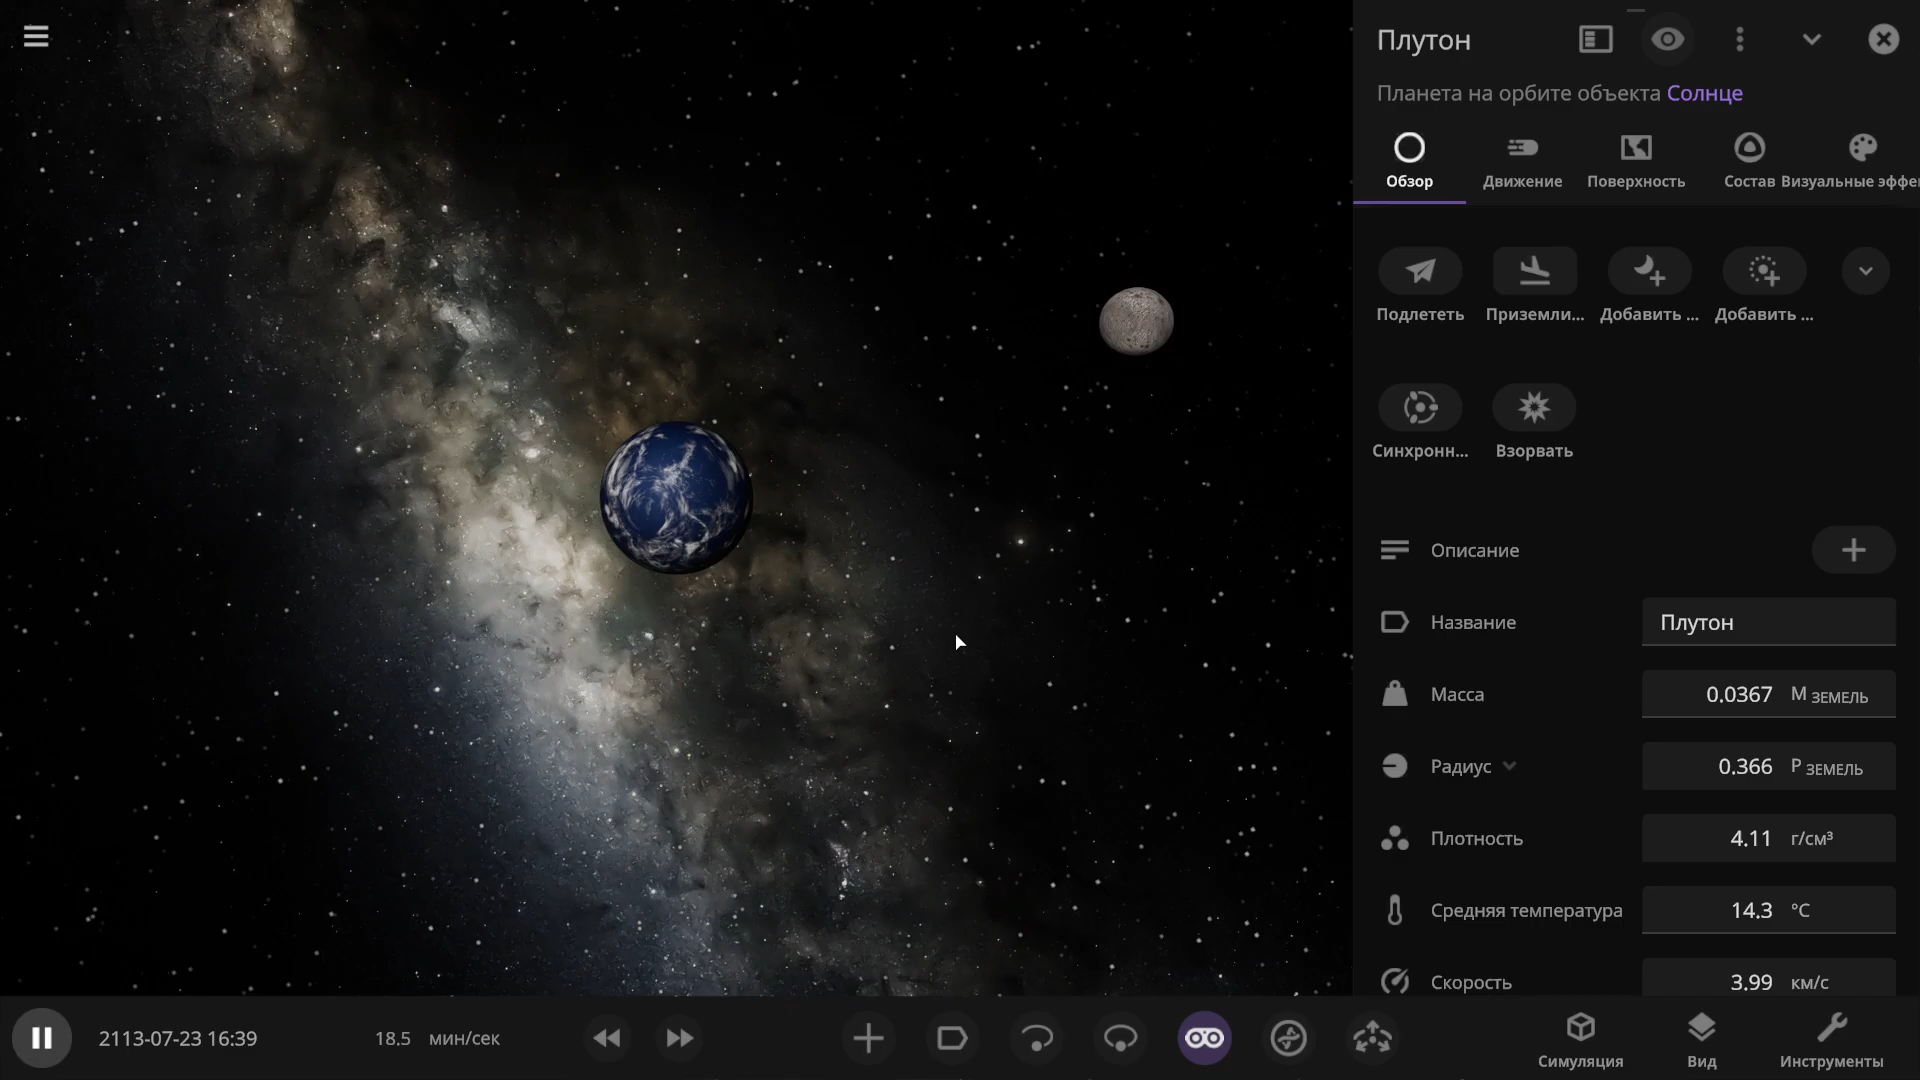 Плутон
Планета на орбите объекта Солнце
Обзор
Движение
Поверхность
Состав
Визуальные эффе
Подлететь
Приземли...
Добавить ...
Добавить ...
Синхронн...
Взорвать
Описание
Название
Плутон
Масса
0.0367 М ЗЕМЕЛЬ
Радиус
0.366 Р ЗЕМЕЛЬ
Плотность
4.11 г/см³
Средняя температура
14.3 °C
Скорость
3.99 км/с
2113-07-23 16:39
18.5 мин/сек
Симуляция
Вид
Инструменты